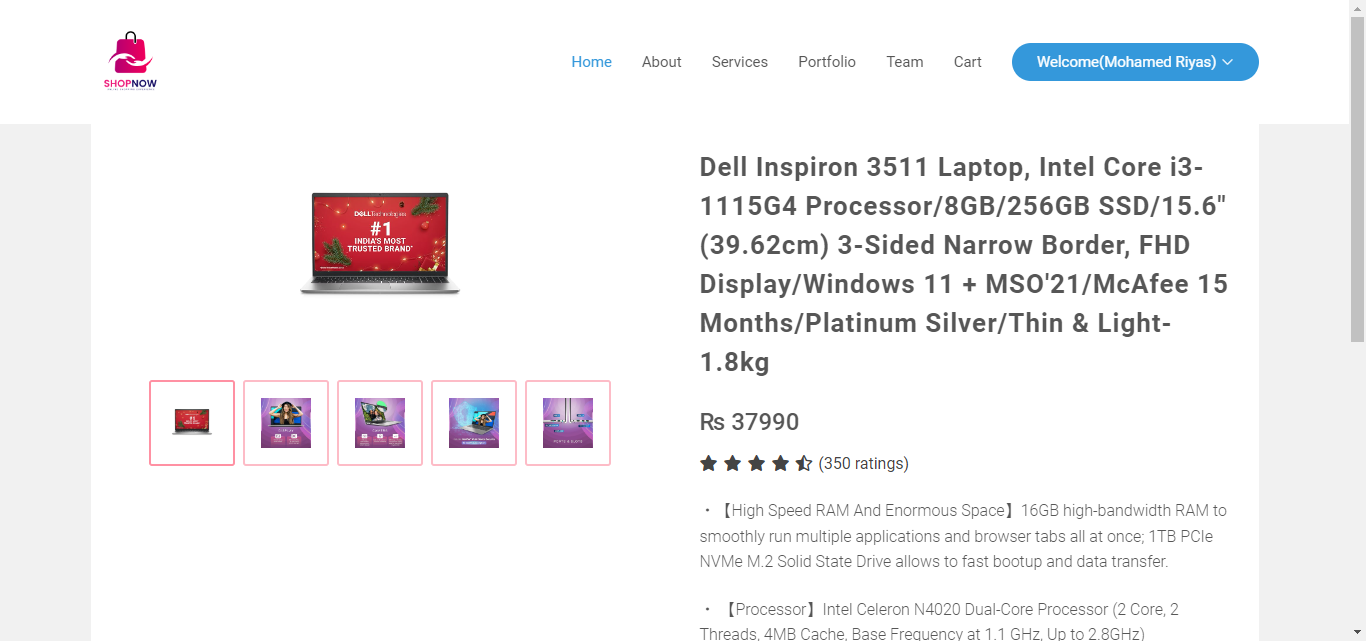 SHOPNOW
Home
About
Services
Portfolio
Team
Cart
Welcome(Mohamed Riyas)
DELLTechnologies
#1
INDIA'S MOST
TRUSTED BRAND*
Dell Inspiron 3511 Laptop, Intel Core i3-
1115G4 Processor/8GB/256GB SSD/15.6"
(39.62cm) 3-Sided Narrow Border, FHD
Display/Windows 11 + MSO'21/McAfee 15
Months/Platinum Silver/Thin & Light-
1.8kg
₨ 37990
(350 ratings)
・【High Speed RAM And Enormous Space】16GB high-bandwidth RAM to
smoothly run multiple applications and browser tabs all at once; 1TB PCIe
NVMe M.2 Solid State Drive allows to fast bootup and data transfer.
・ 【Processor】Intel Celeron N4020 Dual-Core Processor (2 Core, 2
Threads, 4MB Cache, Base Frequency at 1.1 GHz, Up to 2.8GHz)
#1
PORTS & SLOTS